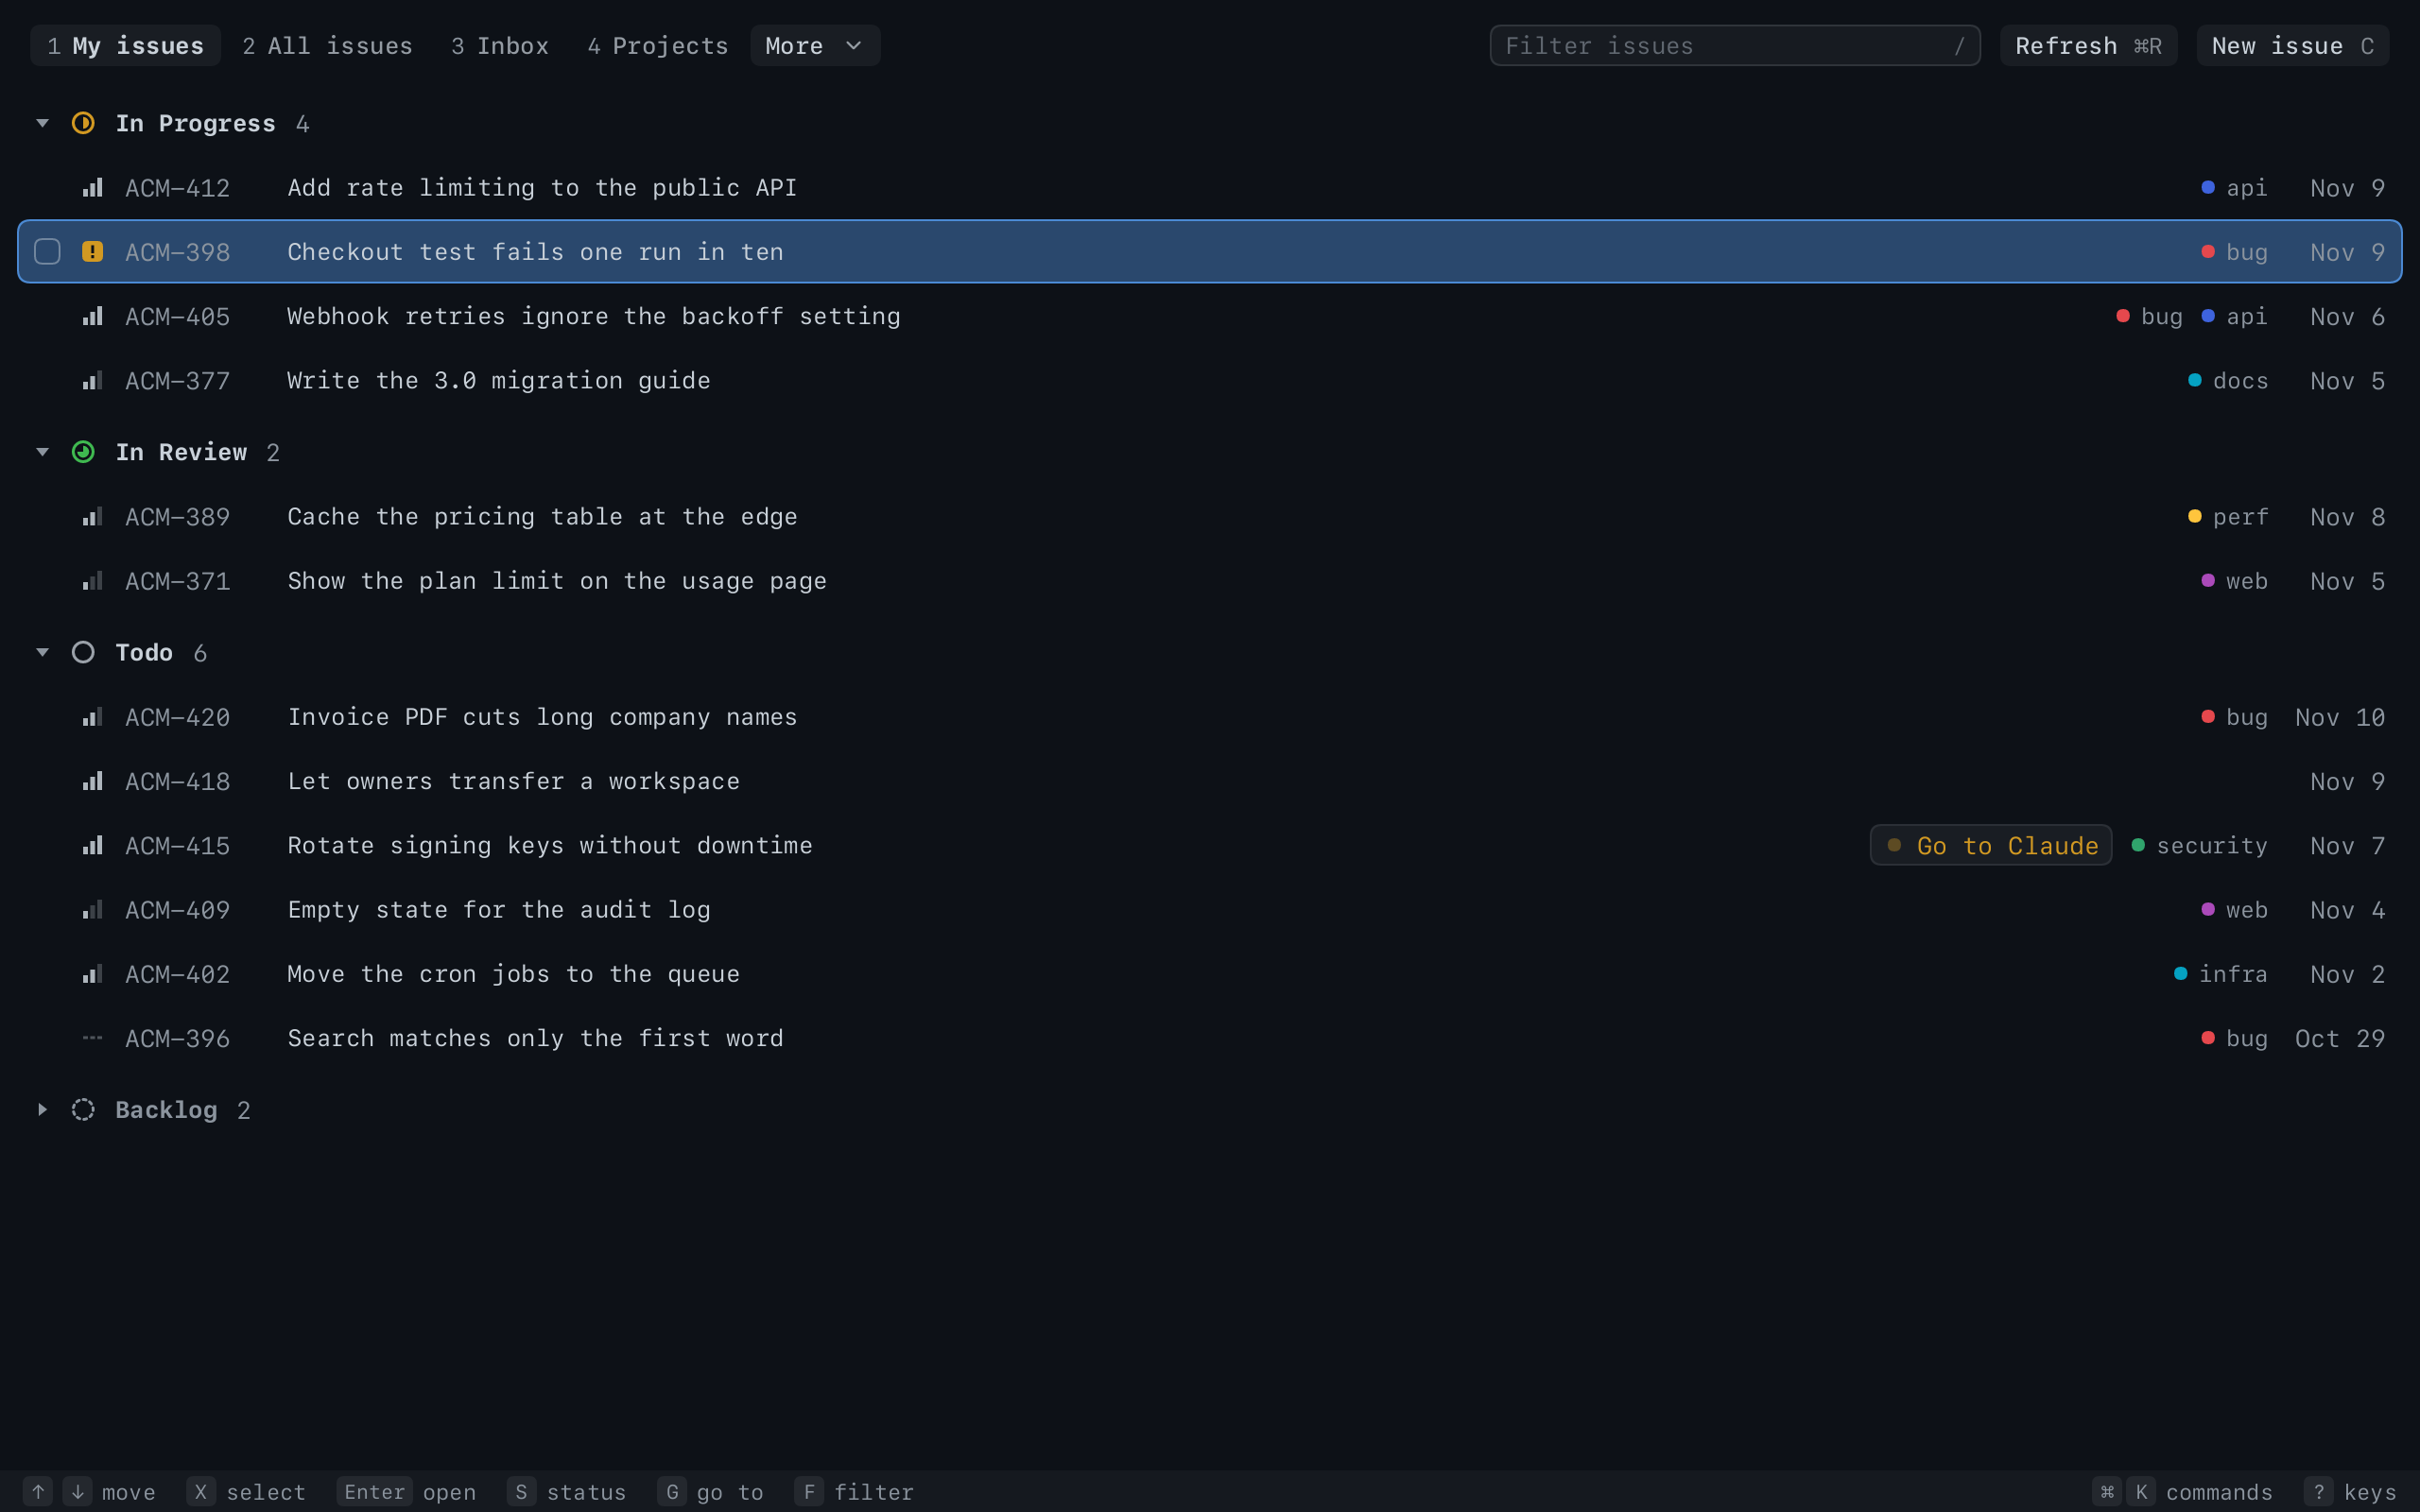 1 My issues 2 All issues 3 Inbox 4 Projects More Filter issues / Refresh ⌘R New issue C
In Progress 4
ACM-412 Add rate limiting to the public API api Nov 9
ACM-398 Checkout test fails one run in ten bug Nov 9
ACM-405 Webhook retries ignore the backoff setting bug api Nov 6
ACM-377 Write the 3.0 migration guide docs Nov 5
In Review 2
ACM-389 Cache the pricing table at the edge perf Nov 8
ACM-371 Show the plan limit on the usage page web Nov 5
Todo 6
ACM-420 Invoice PDF cuts long company names bug Nov 10
ACM-418 Let owners transfer a workspace Nov 9
ACM-415 Rotate signing keys without downtime Go to Claude security Nov 7
ACM-409 Empty state for the audit log web Nov 4
ACM-402 Move the cron jobs to the queue infra Nov 2
ACM-396 Search matches only the first word bug Oct 29
Backlog 2
↑ ↓ move X select Enter open S status G go to F filter ⌘ K commands ? keys